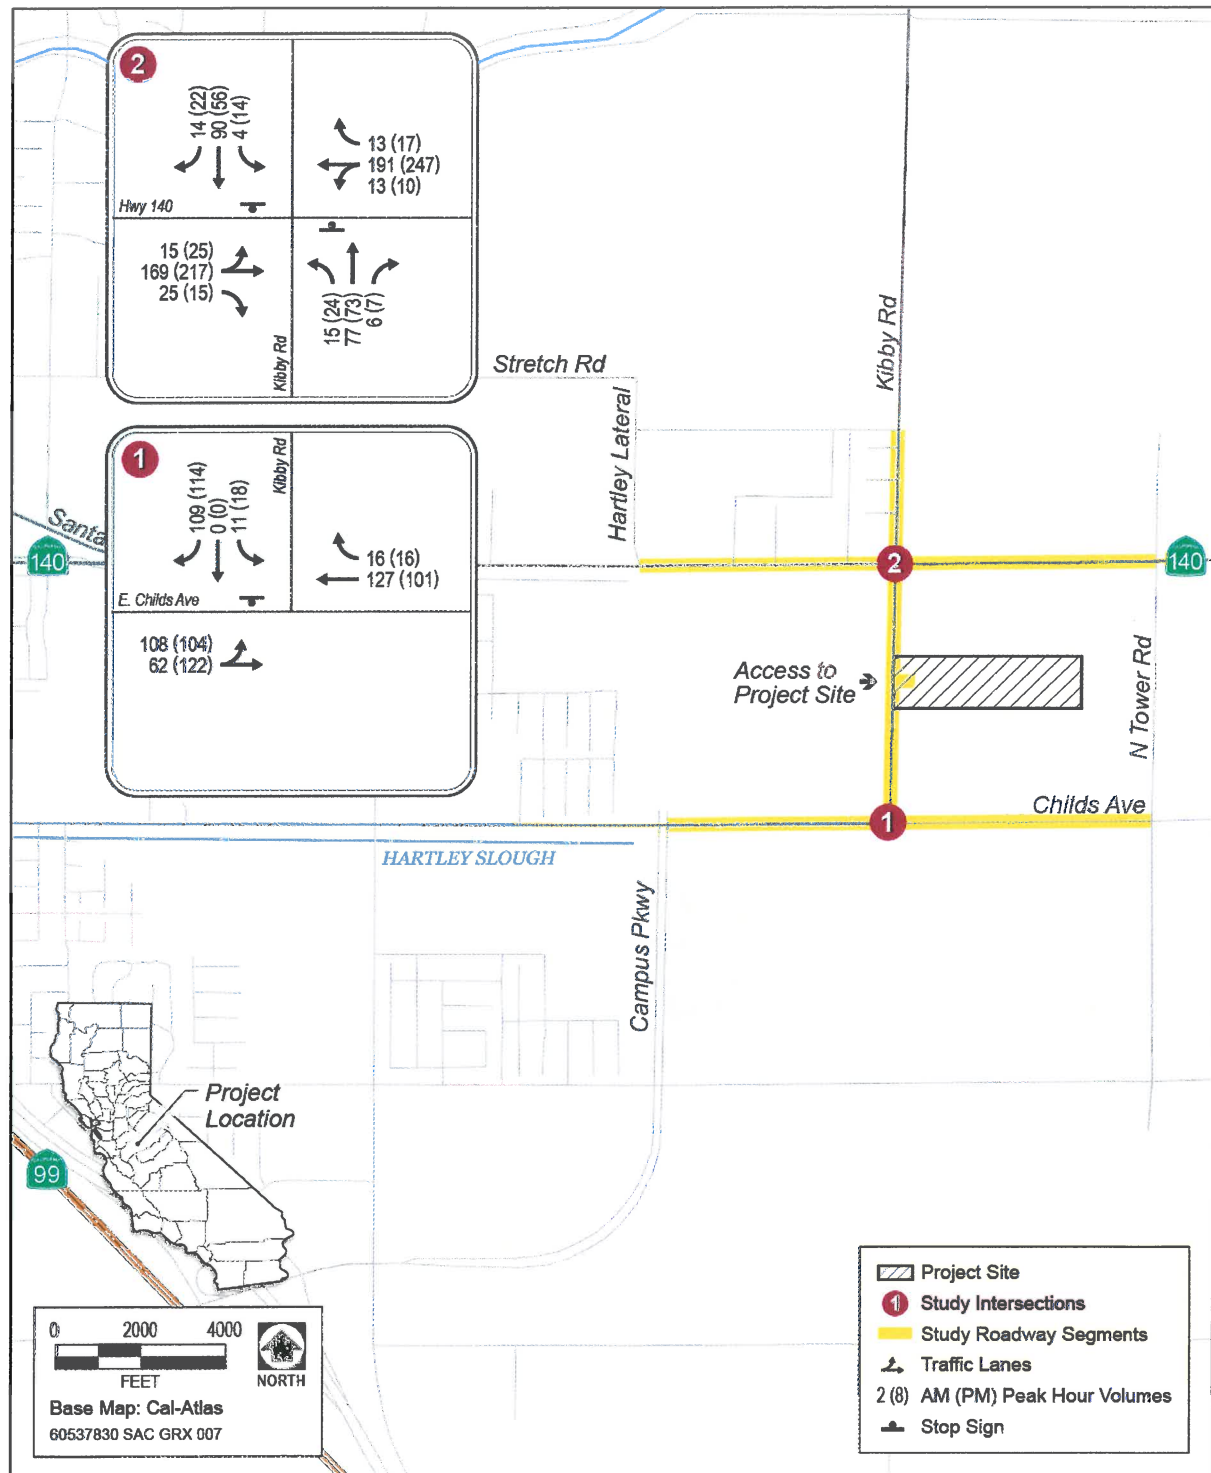 2
14 (22)
90 (56)
4 (14)
13 (17)
191 (247)
13 (10)
Hwy 140
15 (25)
169 (217)
25 (15)
15 (24)
77 (73)
6 (7)
Kibby Rd
Stretch Rd
Hartley Lateral
Kibby Rd
1
Kibby Rd
109 (114)
0 (0)
11 (18)
16 (16)
127 (101)
E. Childs Ave
108 (104)
62 (122)
Santa
140
2
140
Access to
Project Site
N Tower Rd
Childs Ave
1
HARTLEY SLOUGH
Campus Pkwy
Project
Location
99
0 2000 4000
FEET
NORTH
Base Map: Cal-Atlas
60537830 SAC GRX 007
Project Site
1 Study Intersections
Study Roadway Segments
Traffic Lanes
2 (8) AM (PM) Peak Hour Volumes
Stop Sign